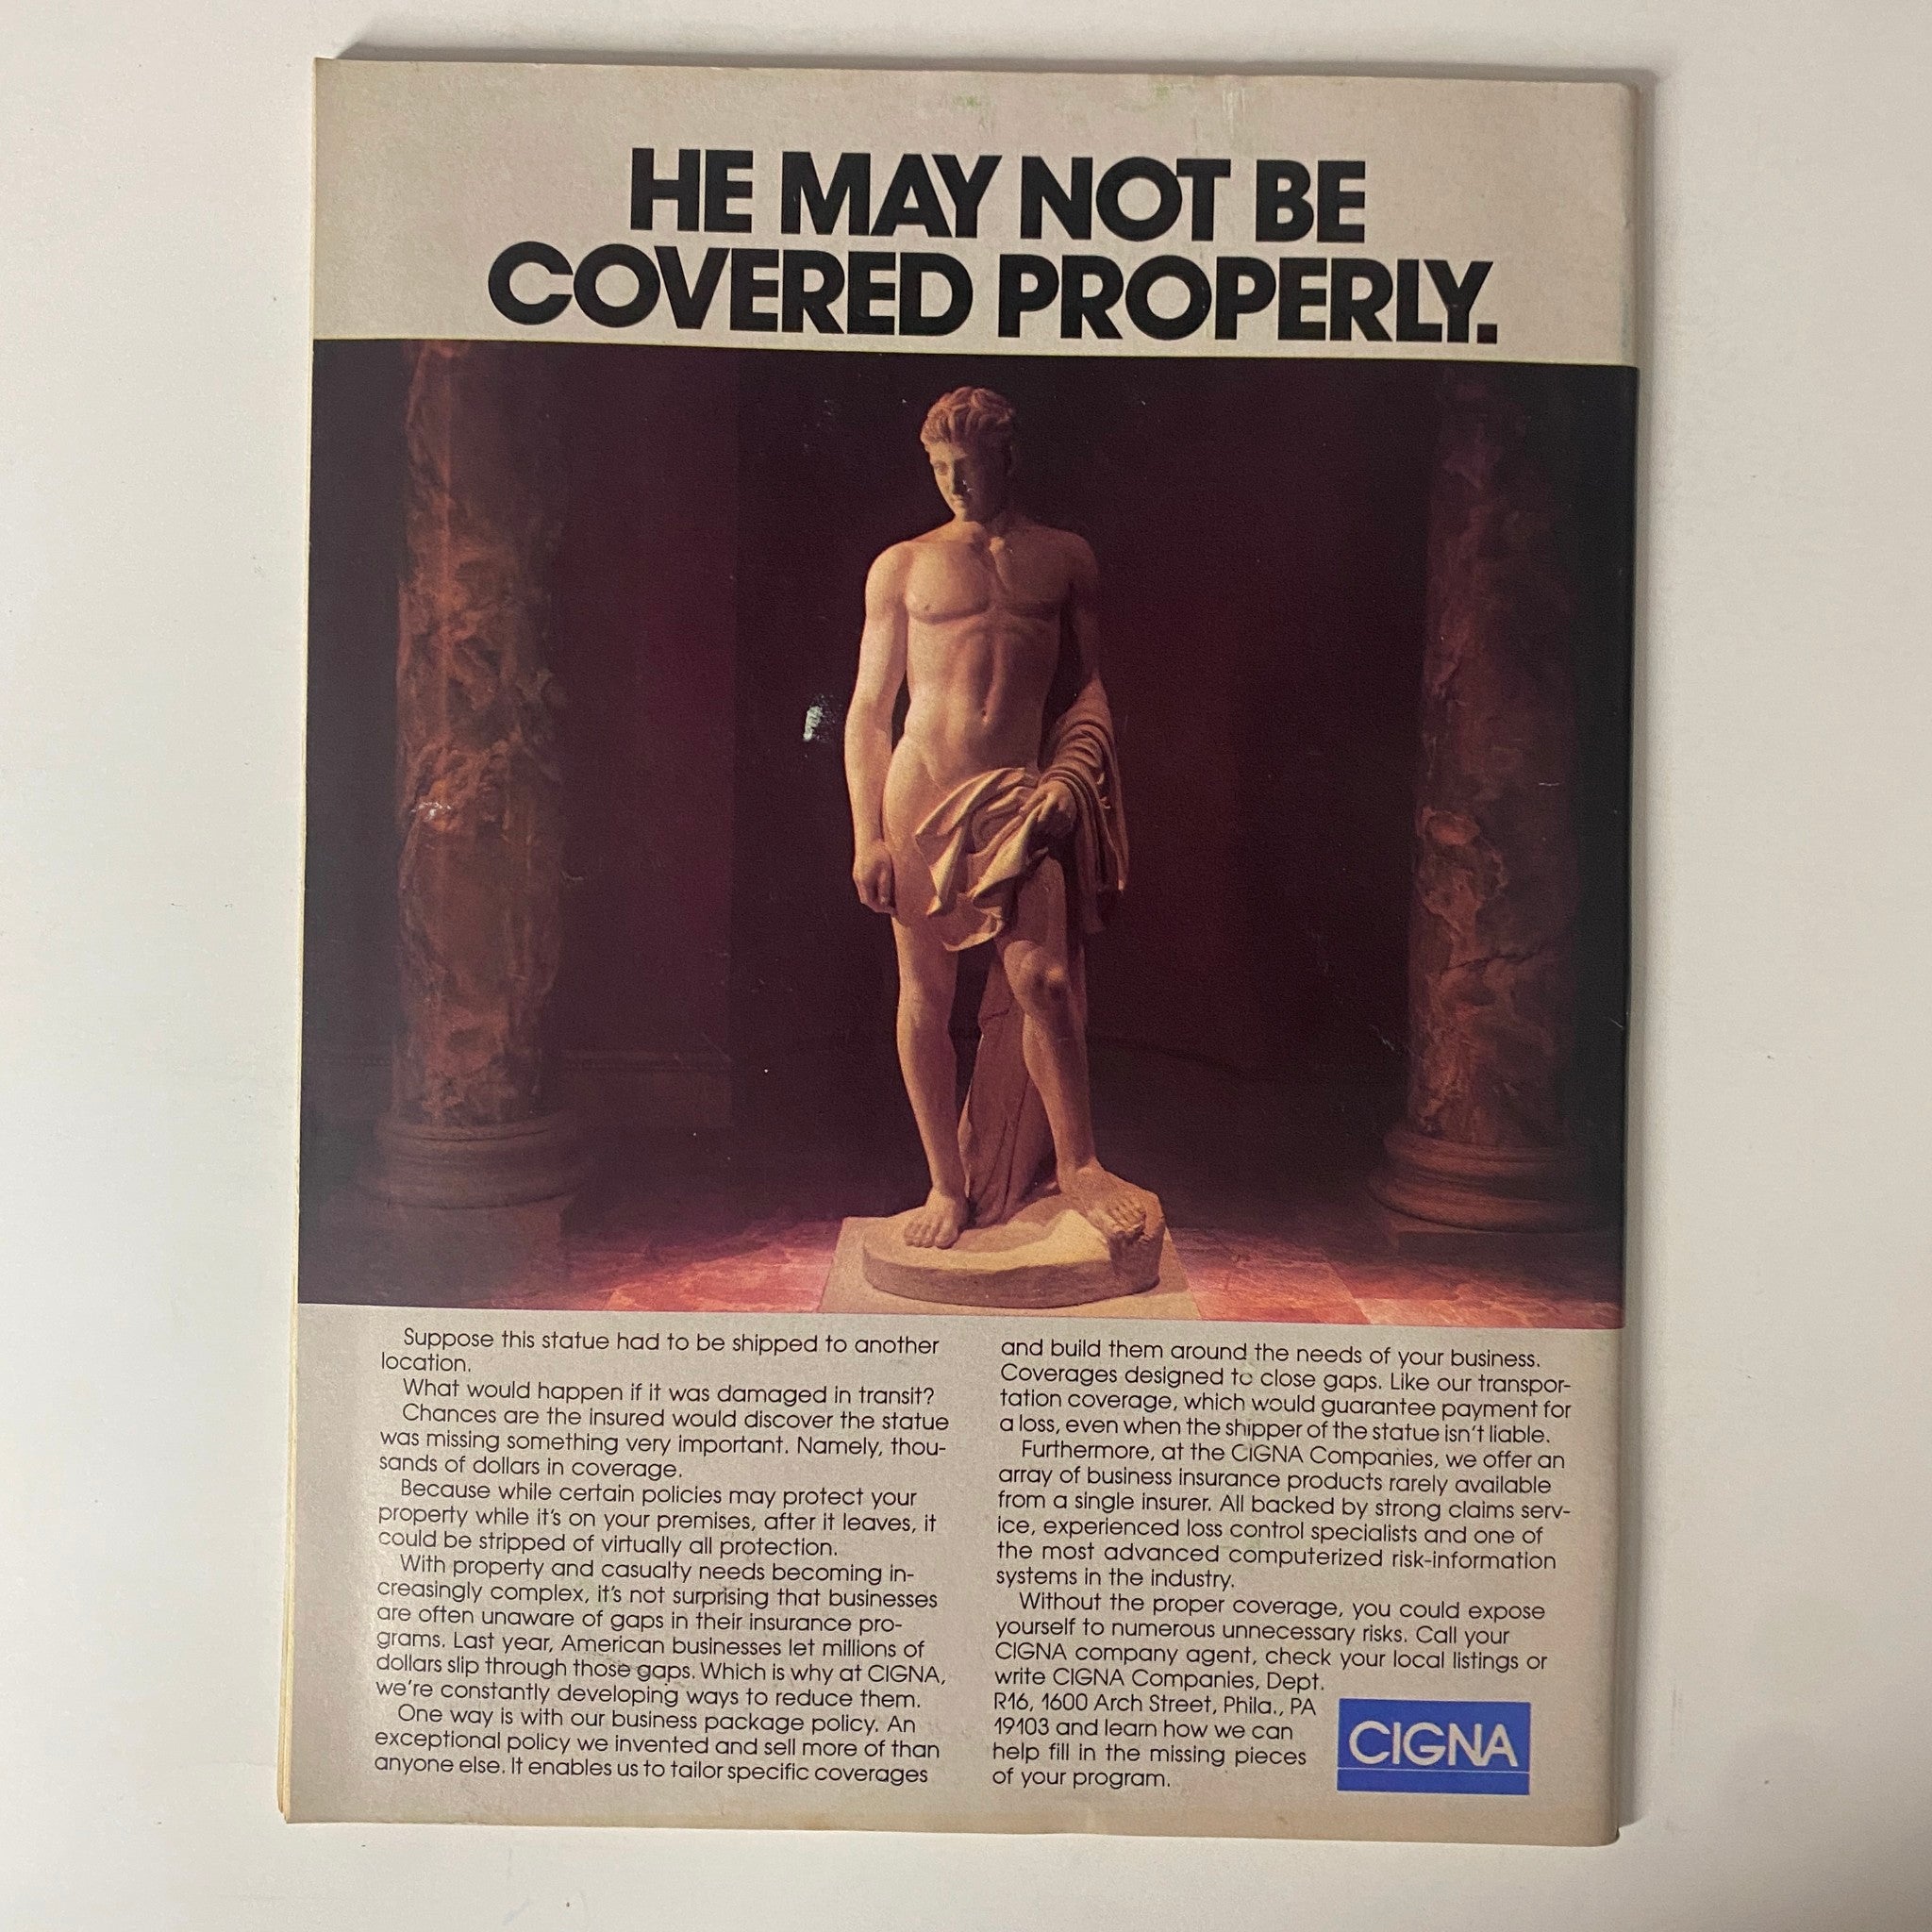 HE MAY NOT BE
COVERED PROPERLY.
Suppose this statue had to be shipped to another
location.
What would happen if it was damaged in transit?
Chances are the insured would discover the statue
was missing something very important. Namely, thou-
sands of dollars in coverage.
Because while certain policies may protect your
property while it's on your premises, after it leaves, it
could be stripped of virtually all protection.
With property and casualty needs becoming in-
creasingly complex, it's not surprising that businesses
are often unaware of gaps in their insurance pro-
grams. Last year, American businesses let millions of
dollars slip through those gaps. Which is why at CIGNA,
we're constantly developing ways to reduce them.
One way is with our business package policy. An
exceptional policy we invented and sell more of than
anyone else. It enables us to tailor specific coverages
and build them around the needs of your business.
Coverages designed to close gaps. Like our transpor-
tation coverage, which would guarantee payment for
a loss, even when the shipper of the statue isn't liable.
Furthermore, at the CIGNA Companies, we offer an
array of business insurance products rarely available
from a single insurer. All backed by strong claims serv-
ice, experienced loss control specialists and one of
the most advanced computerized risk-information
systems in the industry.
Without the proper coverage, you could expose
yourself to numerous unnecessary risks. Call your
CIGNA company agent, check your local listings or
write CIGNA Companies, Dept.
R16, 1600 Arch Street, Phila., PA
19103 and learn how we can
help fill in the missing pieces
of your program.
CIGNA